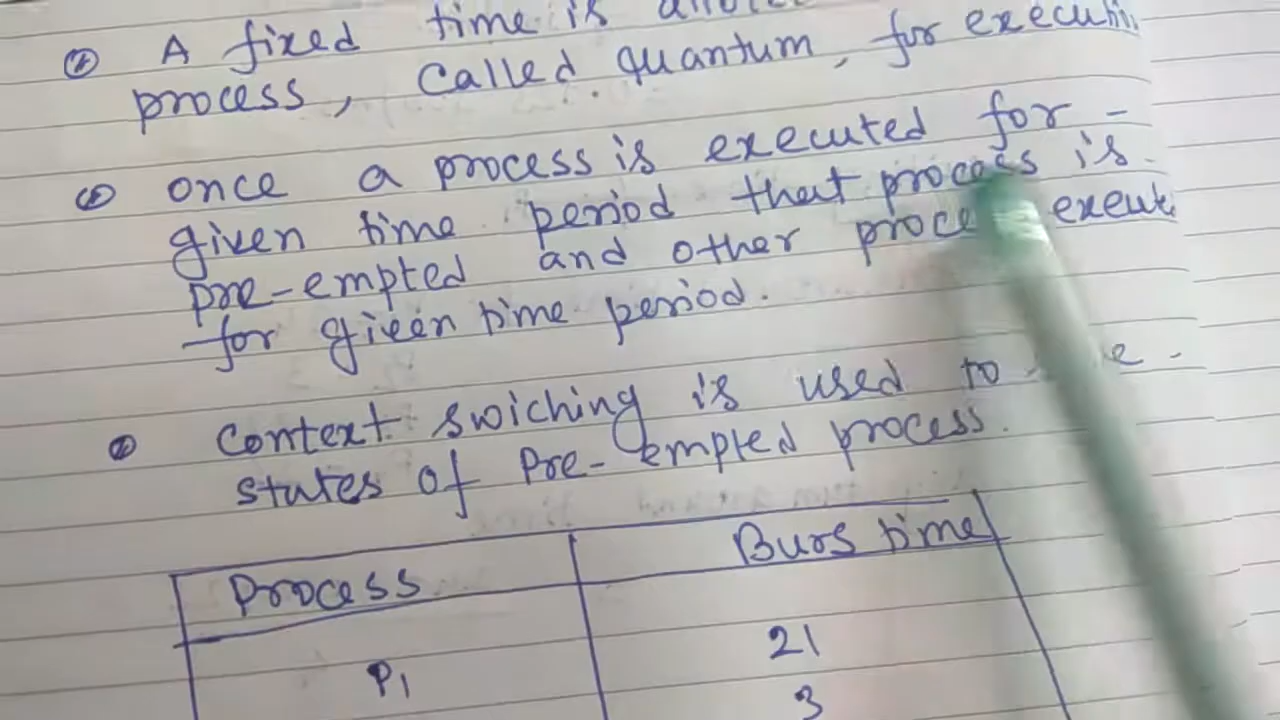 A fixed time is
process, called quantum, for
once a process is executed for -
given time period that process is
pre-empted and other
for given time period.
Context swiching is used to
states of Pre-empted process.
Process Burs time
P1 21
3